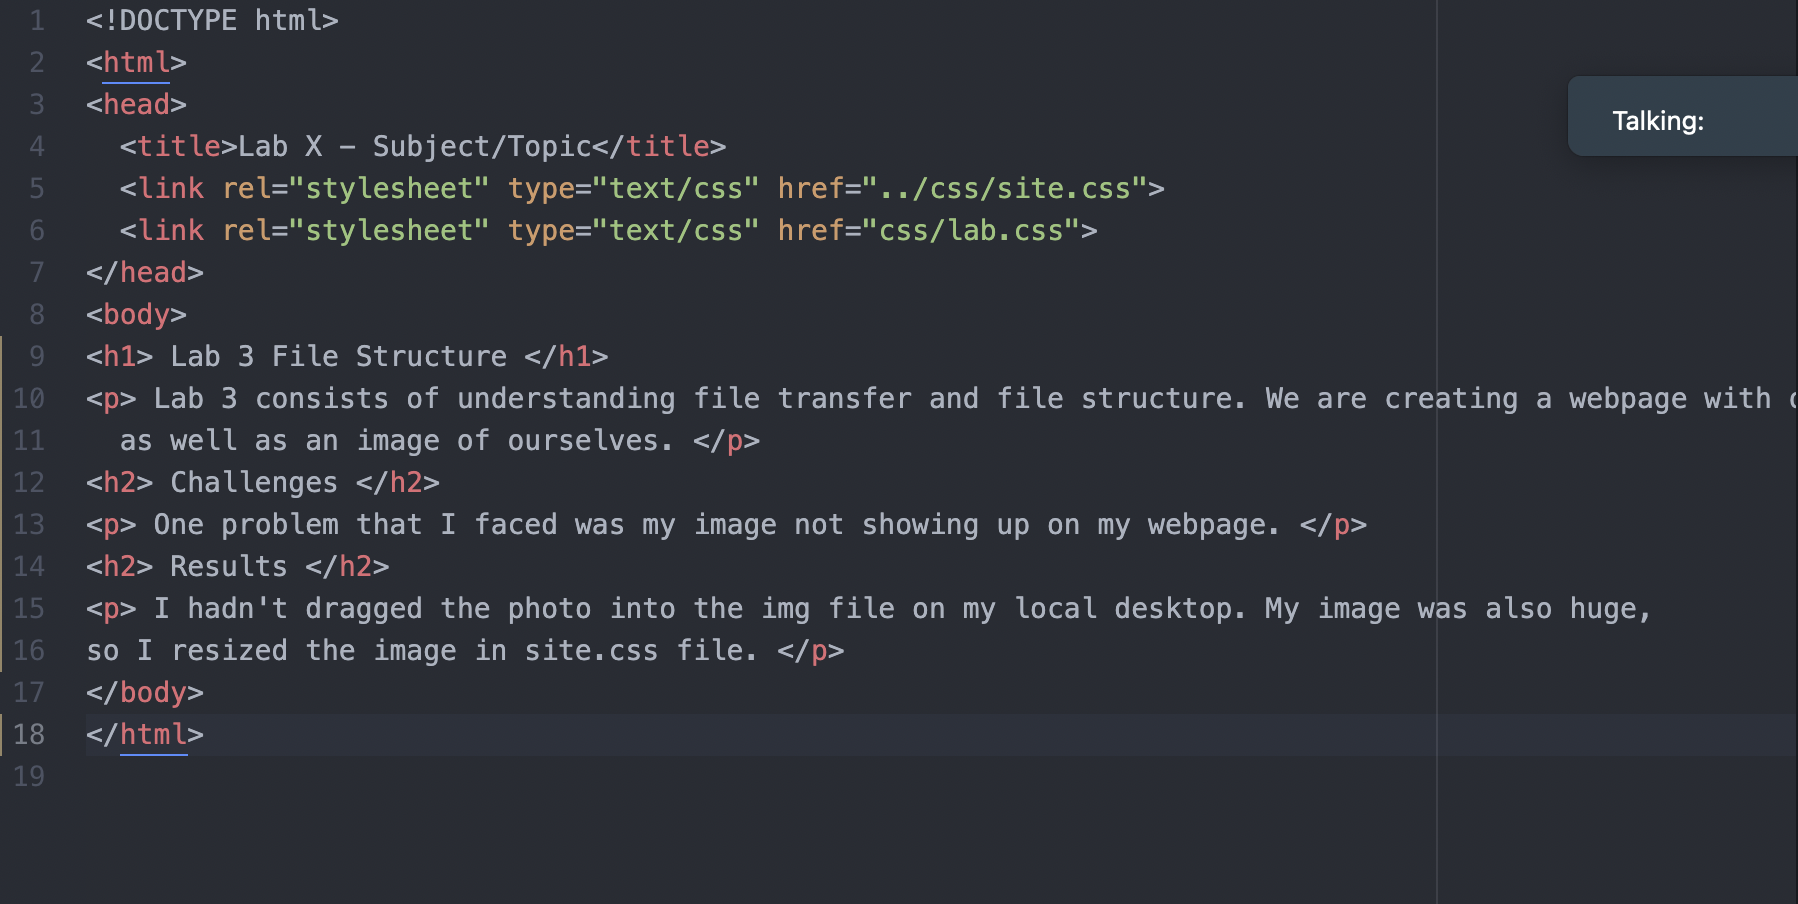 1 <!DOCTYPE html>
2 <html>
3 <head>
Talking:
4   <title>Lab X - Subject/Topic</title>
5   <link rel="stylesheet" type="text/css" href="../css/site.css">
6   <link rel="stylesheet" type="text/css" href="css/lab.css">
7 </head>
8 <body>
9 <h1> Lab 3 File Structure </h1>
10 <p> Lab 3 consists of understanding file transfer and file structure. We are creating a webpage with
11   as well as an image of ourselves. </p>
12 <h2> Challenges </h2>
13 <p> One problem that I faced was my image not showing up on my webpage. </p>
14 <h2> Results </h2>
15 <p> I hadn't dragged the photo into the img file on my local desktop. My image was also huge,
16 so I resized the image in site.css file. </p>
17 </body>
18 </html>
19